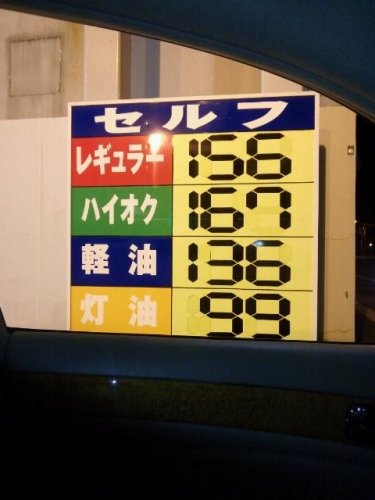 セルフ
レギュラー 156
ハイオク 167
軽油 136
灯油 99